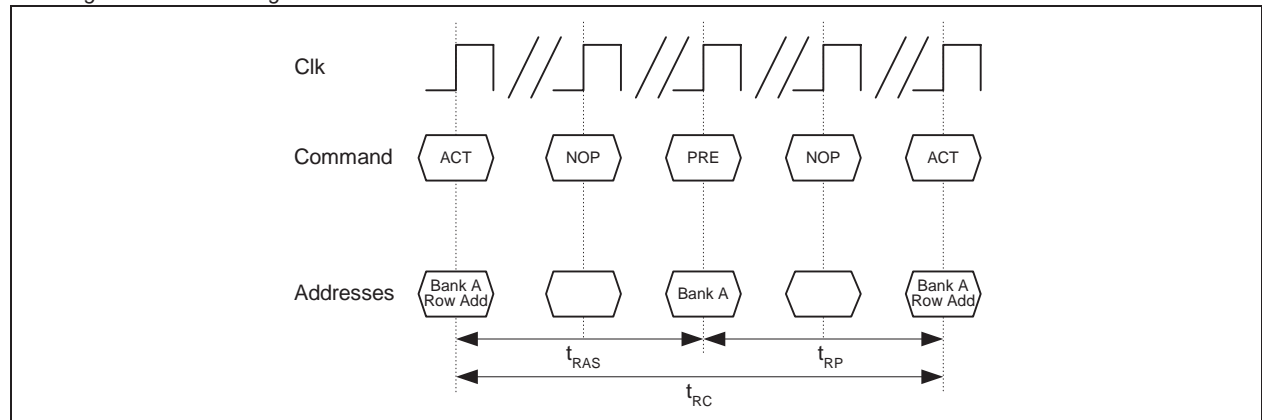 Clk
Command ACT NOP PRE NOP ACT
Addresses Bank A Row Add Bank A Bank A Row Add
tRAS tRP
tRC